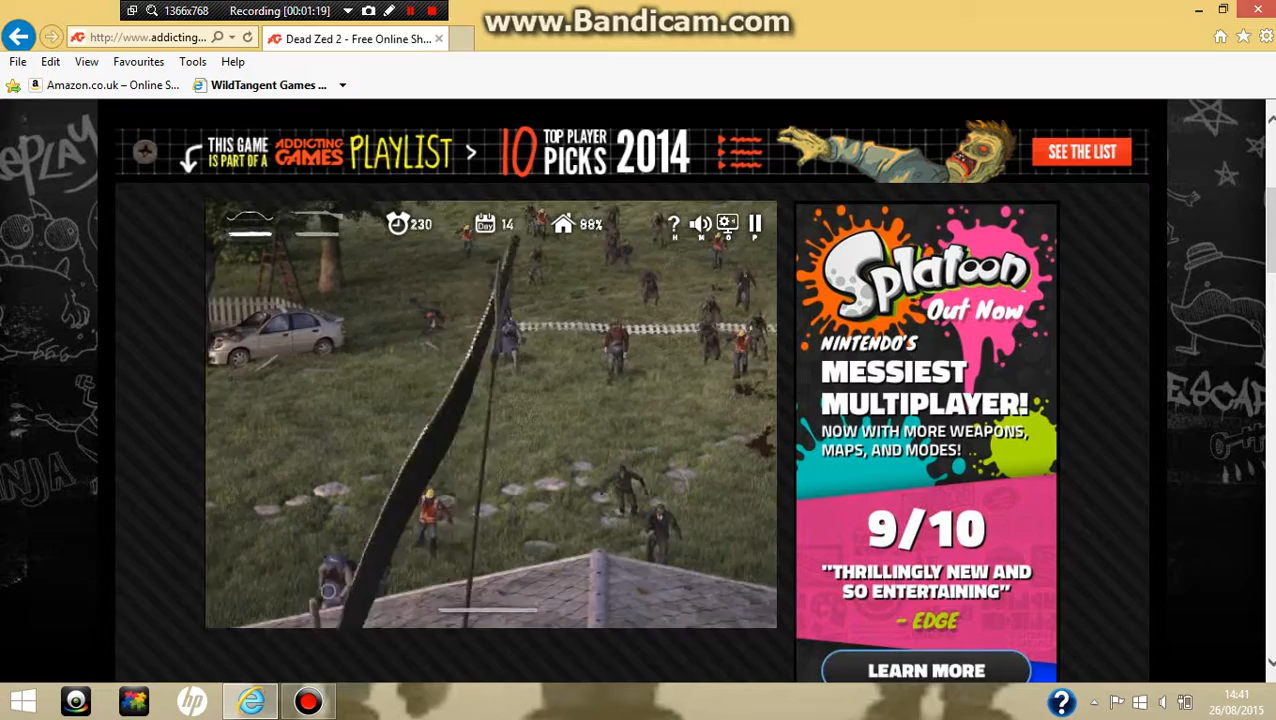 1366x768 Recording [00:01:19]
www.Bandicam.com
http://www.addicting...
Dead Zed 2 - Free Online Sh...
File Edit View Favourites Tools Help
Amazon.co.uk – Online S...
WildTangent Games ...
THIS GAME IS PART OF A
ADDICTING GAMES
PLAYLIST >
10 TOP PLAYER PICKS 2014
SEE THE LIST
230
Day 14
88%
?
H M O P
Splatoon
Out Now
NINTENDO'S
MESSIEST
MULTIPLAYER!
NOW WITH MORE WEAPONS,
MAPS, AND MODES!
9/10
"THRILLINGLY NEW AND
SO ENTERTAINING"
- EDGE
LEARN MORE
hp
?
14:41
26/08/2015